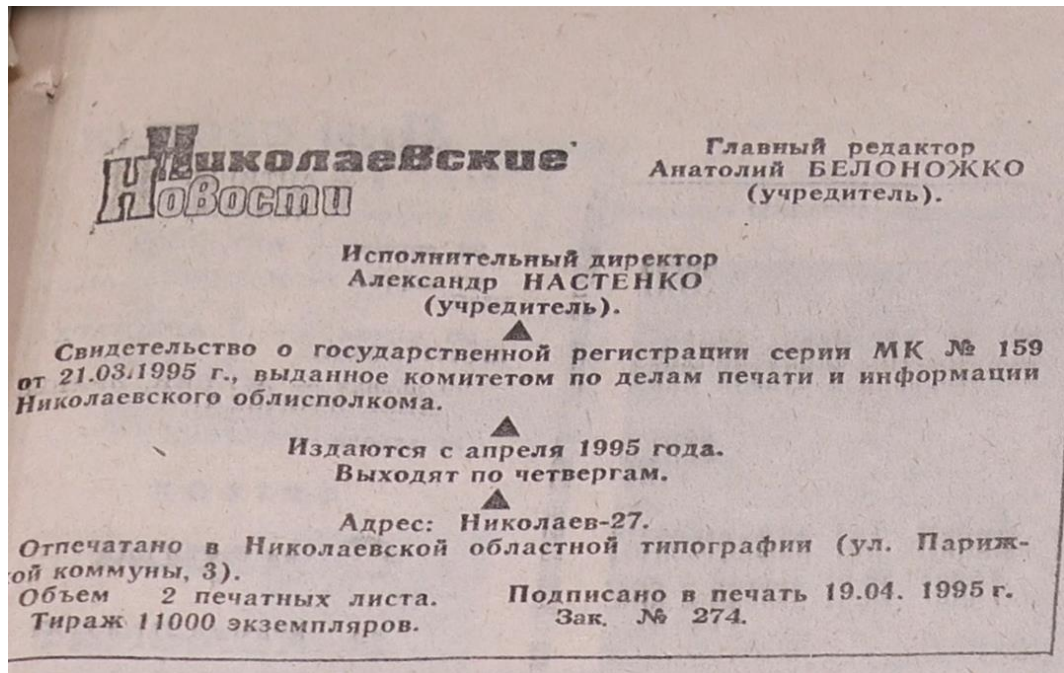 Николаевские
Новости
Главный редактор
Анатолий БЕЛОНОЖКО
(учредитель).
Исполнительный директор
Александр НАСТЕНКО
(учредитель).
Свидетельство о государственной регистрации серии МК № 159
от 21.03.1995 г., выданное комитетом по делам печати и информации
Николаевского облисполкома.
Издаются с апреля 1995 года.
Выходят по четвергам.
Адрес: Николаев-27.
Отпечатано в Николаевской областной типографии (ул. Париж-
ой коммуны, 3).
Объем 2 печатных листа.
Тираж 11000 экземпляров.
Подписано в печать 19.04. 1995 г.
Зак. № 274.